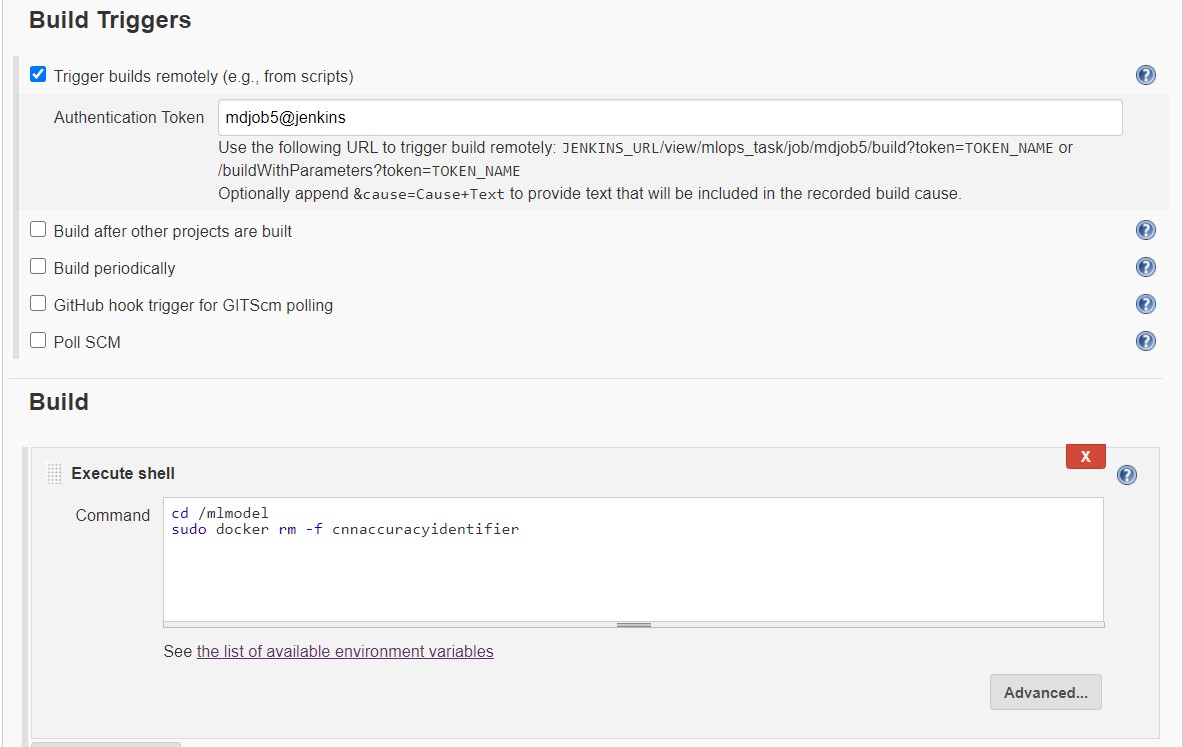 Build Triggers
Trigger builds remotely (e.g., from scripts)
Authentication Token mdjob5@jenkins
Use the following URL to trigger build remotely: JENKINS_URL/view/mlops_task/job/mdjob5/build?token=TOKEN_NAME or
/buildWithParameters?token=TOKEN_NAME
Optionally append &cause=Cause+Text to provide text that will be included in the recorded build cause.
Build after other projects are built
Build periodically
GitHub hook trigger for GITScm polling
Poll SCM
Build
X
Execute shell
Command
cd /mlmodel
sudo docker rm -f cnnaccuracyidentifier
See the list of available environment variables
Advanced...